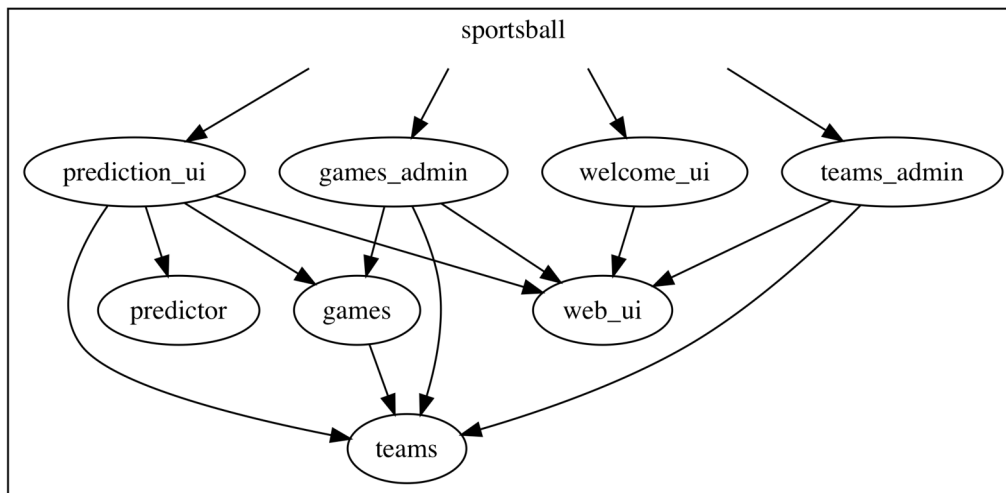 sportsball
prediction_ui games_admin welcome_ui teams_admin
predictor games web_ui
teams